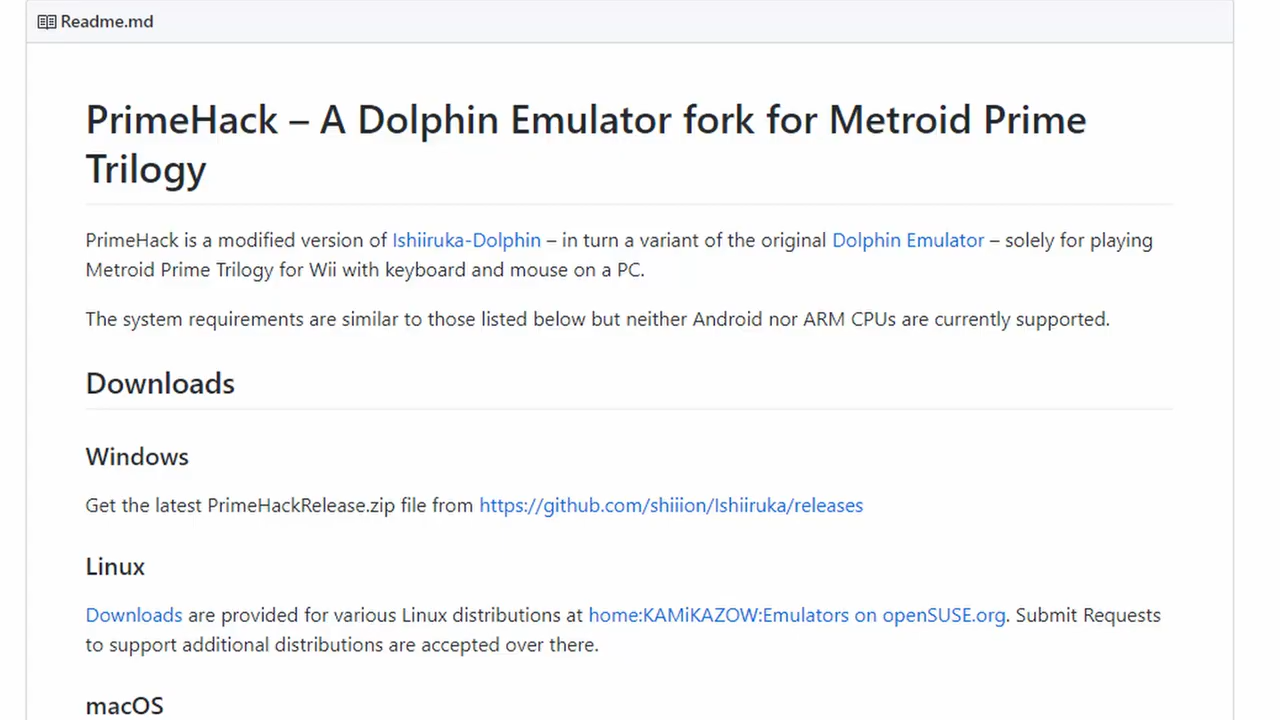 Readme.md
PrimeHack – A Dolphin Emulator fork for Metroid Prime
Trilogy
PrimeHack is a modified version of Ishiiruka-Dolphin – in turn a variant of the original Dolphin Emulator – solely for playing
Metroid Prime Trilogy for Wii with keyboard and mouse on a PC.
The system requirements are similar to those listed below but neither Android nor ARM CPUs are currently supported.
Downloads
Windows
Get the latest PrimeHackRelease.zip file from https://github.com/shiiion/Ishiiruka/releases
Linux
Downloads are provided for various Linux distributions at home:KAMiKAZOW:Emulators on openSUSE.org. Submit Requests
to support additional distributions are accepted over there.
macOS